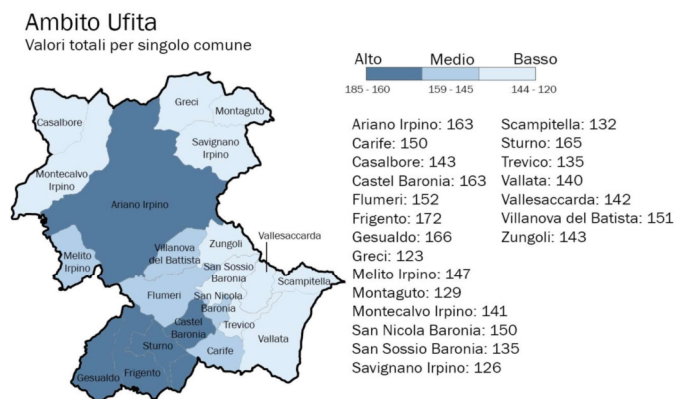 Ambito Ufita
Valori totali per singolo comune
Alto Medio Basso
185 - 160 159 - 145 144 - 120
Ariano Irpino: 163
Carife: 150
Casalbore: 143
Castel Baronia: 163
Flumeri: 152
Frigento: 172
Gesualdo: 166
Greci: 123
Melito Irpino: 147
Montaguto: 129
Montecalvo Irpino: 141
San Nicola Baronia: 150
San Sossio Baronia: 135
Savignano Irpino: 126
Scampitella: 132
Sturno: 165
Trevico: 135
Vallata: 140
Vallesaccarda: 142
Villanova del Batista: 151
Zungoli: 143
Casalbore
Greci
Montaguto
Savignano
Irpino
Montecalvo
Irpino
Ariano Irpino
Melito
Irpino
Villanova
del Battista
Zungoli
Vallesaccarda
San Sossio
Baronia
Scampitella
Flumeri
San Nicola
Baronia
Castel
Baronia
Trevico
Sturno
Carife
Vallata
Gesualdo
Frigento